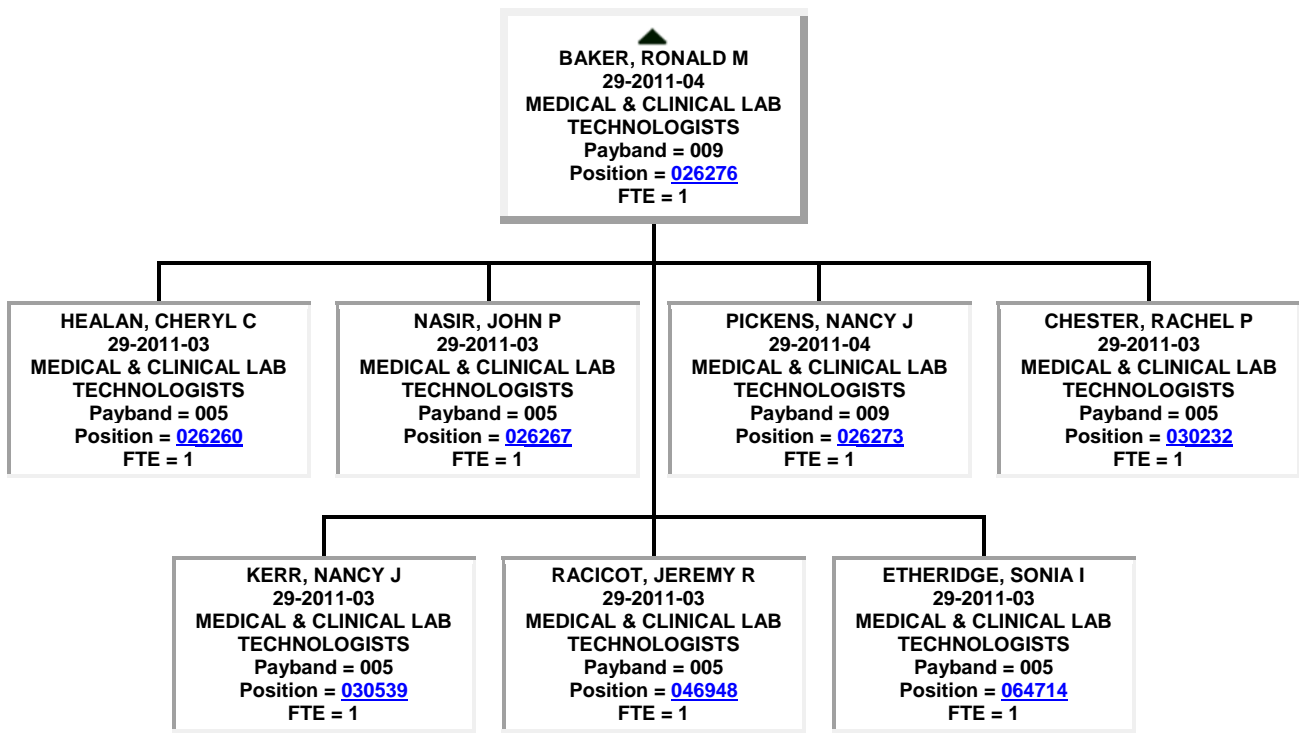 BAKER, RONALD M
29-2011-04
MEDICAL & CLINICAL LAB
TECHNOLOGISTS
Payband = 009
Position = 026276
FTE = 1
HEALAN, CHERYL C
29-2011-03
MEDICAL & CLINICAL LAB
TECHNOLOGISTS
Payband = 005
Position = 026260
FTE = 1
NASIR, JOHN P
29-2011-03
MEDICAL & CLINICAL LAB
TECHNOLOGISTS
Payband = 005
Position = 026267
FTE = 1
PICKENS, NANCY J
29-2011-04
MEDICAL & CLINICAL LAB
TECHNOLOGISTS
Payband = 009
Position = 026273
FTE = 1
CHESTER, RACHEL P
29-2011-03
MEDICAL & CLINICAL LAB
TECHNOLOGISTS
Payband = 005
Position = 030232
FTE = 1
KERR, NANCY J
29-2011-03
MEDICAL & CLINICAL LAB
TECHNOLOGISTS
Payband = 005
Position = 030539
FTE = 1
RACICOT, JEREMY R
29-2011-03
MEDICAL & CLINICAL LAB
TECHNOLOGISTS
Payband = 005
Position = 046948
FTE = 1
ETHERIDGE, SONIA I
29-2011-03
MEDICAL & CLINICAL LAB
TECHNOLOGISTS
Payband = 005
Position = 064714
FTE = 1